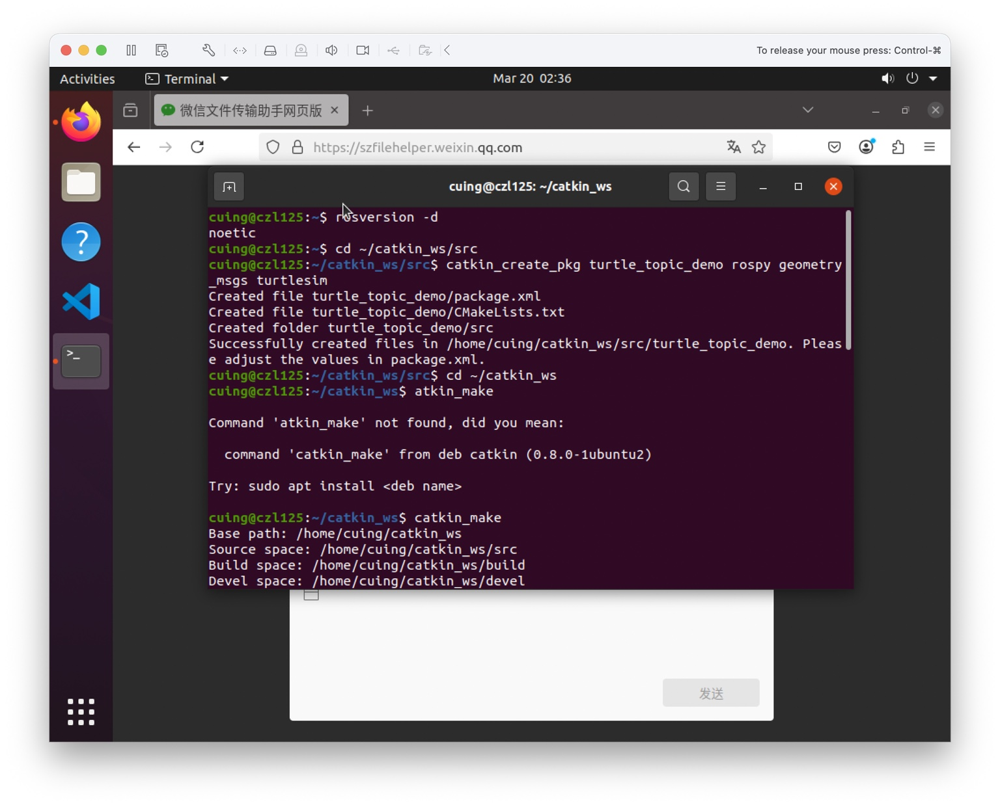 To release your mouse press: Control-⌘
Activities
Terminal
Mar 20 02:36
微信文件传输助手网页版
https://szfilehelper.weixin.qq.com
cuing@czl125: ~/catkin_ws
cuing@czl125:~$ rosversion -d
noetic
cuing@czl125:~$ cd ~/catkin_ws/src
cuing@czl125:~/catkin_ws/src$ catkin_create_pkg turtle_topic_demo rospy geometry
_msgs turtlesim
Created file turtle_topic_demo/package.xml
Created file turtle_topic_demo/CMakeLists.txt
Created folder turtle_topic_demo/src
Successfully created files in /home/cuing/catkin_ws/src/turtle_topic_demo. Pleas
e adjust the values in package.xml.
cuing@czl125:~/catkin_ws/src$ cd ~/catkin_ws
cuing@czl125:~/catkin_ws$ atkin_make
Command 'atkin_make' not found, did you mean:
command 'catkin_make' from deb catkin (0.8.0-1ubuntu2)
Try: sudo apt install <deb name>
cuing@czl125:~/catkin_ws$ catkin_make
Base path: /home/cuing/catkin_ws
Source space: /home/cuing/catkin_ws/src
Build space: /home/cuing/catkin_ws/build
Devel space: /home/cuing/catkin_ws/devel
发送